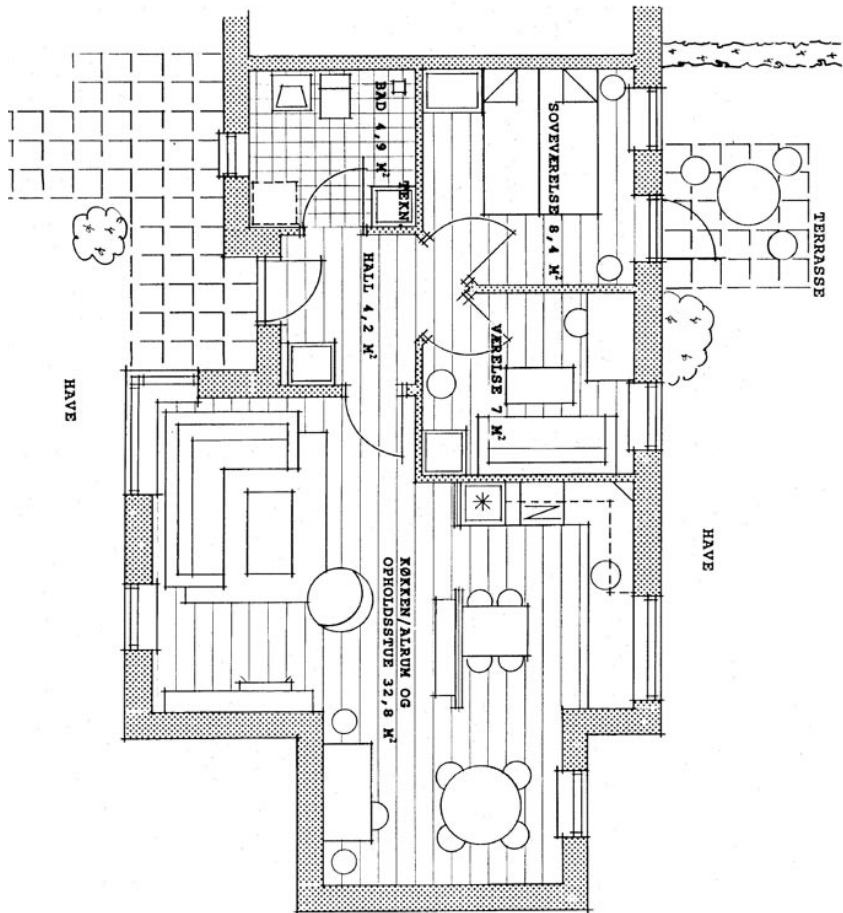 TERRASSE
SOVEVÆRELSE 8,4 M²
BAD 4,9 M²
TEKN.
HALL 4,2 M²
VÆRELSE 7 M²
HAVE
HAVE
KØKKEN/ALRUM OG
OPHOLDSSTUE 32,8 M²